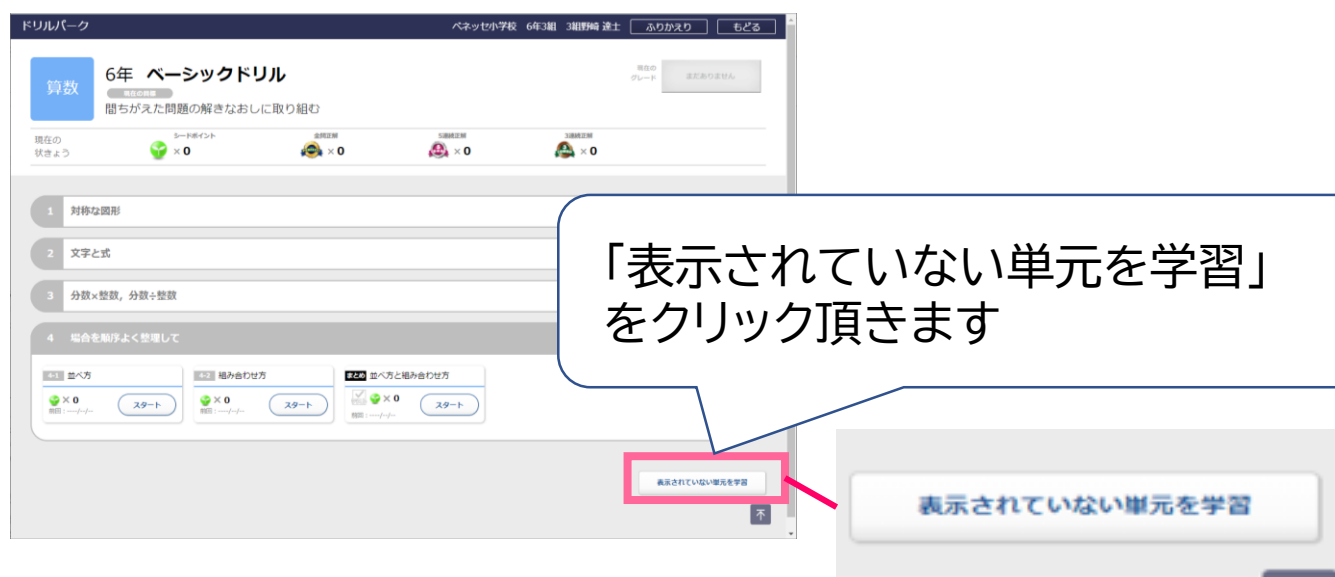 ドリルパーク
ベネッセ小学校 6年3組 3組野崎 達士 ふりかえり もどる
算数
6年 ベーシックドリル
現在の目標
間ちがえた問題の解きなおしに取り組む
現在の
グレード
まだありません
現在の
状きょう
シードポイント
×0
全問正解
×0
5連続正解
×0
3連続正解
×0
1 対称な図形
2 文字と式
3 分数×整数，分数÷整数
4 場合を順序よく整理して
4-1 並べ方
×0
前回：----/--/--
スタート
4-2 組み合わせ方
×0
前回：----/--/--
スタート
まとめ 並べ方と組み合わせ方
×0
前回：----/--/--
スタート
「表示されていない単元を学習」
をクリック頂きます
表示されていない単元を学習
表示されていない単元を学習